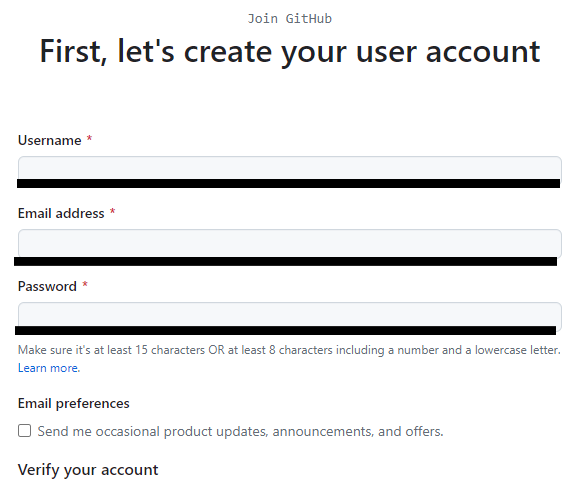 Join GitHub
First, let's create your user account
Username *
Email address *
Password *
Make sure it's at least 15 characters OR at least 8 characters including a number and a lowercase letter.
Learn more.
Email preferences
Send me occasional product updates, announcements, and offers.
Verify your account